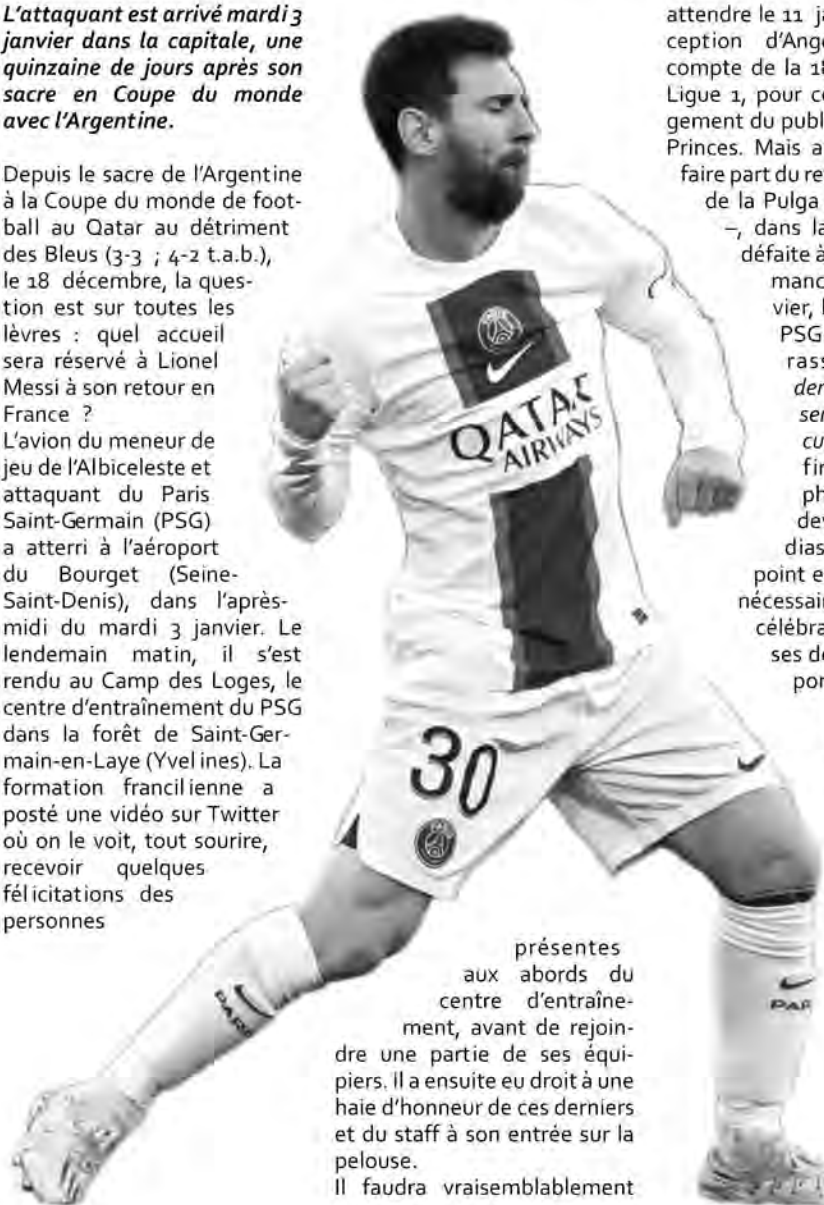 L'attaquant est arrivé mardi 3
janvier dans la capitale, une
quinzaine de jours après son
sacre en Coupe du monde
avec l'Argentine.
Depuis le sacre de l'Argentine
à la Coupe du monde de foot-
ball au Qatar au détriment
des Bleus (3-3 ; 4-2 t.a.b.),
le 18 décembre, la ques-
tion est sur toutes les
lèvres : quel accueil
sera réservé à Lionel
Messi à son retour en
France ?
L'avion du meneur de
jeu de l'Albiceleste et
attaquant du Paris
Saint-Germain (PSG)
a atterri à l'aéroport
du Bourget (Seine-
Saint-Denis), dans l'après-
midi du mardi 3 janvier. Le
lendemain matin, il s'est
rendu au Camp des Loges, le
centre d'entraînement du PSG
dans la forêt de Saint-Ger-
main-en-Laye (Yvelines). La
formation francilienne a
posté une vidéo sur Twitter
où on le voit, tout sourire,
recevoir quelques
félicitations des
personnes
présentes
aux abords du
centre d'entraîne-
ment, avant de rejoin-
dre une partie de ses équi-
piers. Il a ensuite eu droit à une
haie d'honneur de ces derniers
et du staff à son entrée sur la
pelouse.
Il faudra vraisemblablement
attendre le 11 ja
ception d'Ange
compte de la 18
Ligue 1, pour co
gement du publ
Princes. Mais a
faire part du re
de la Pulga
–, dans la
défaite à
manc
vier, l
PSG
rass
der
ser
cu
fin
ph
dev
dias
point e
nécessair
célébra
ses de
por
QATAR
AIRWAYS
30
PARIS
PAR